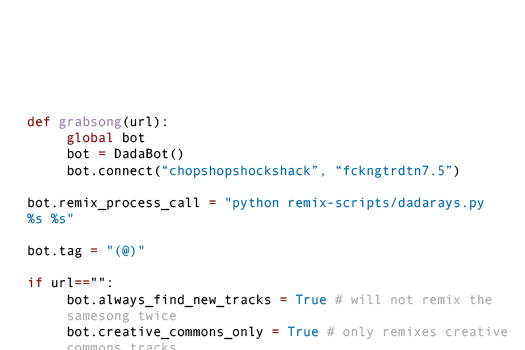 def grabsong(url):
global bot
bot = DadaBot()
bot.connect(“chopshopshockshack”, “fckngtrdtn7.5”)
bot.remix_process_call = "python remix-scripts/dadarays.py
%s %s"
bot.tag = "(@)"
if url=="":
bot.always_find_new_tracks = True # will not remix the
samesong twice
bot.creative_commons_only = True # only remixes creative
commons tracks